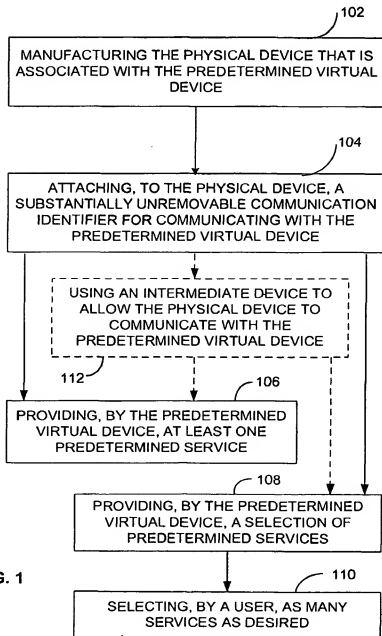 102
MANUFACTURING THE PHYSICAL DEVICE THAT IS
ASSOCIATED WITH THE PREDETERMINED VIRTUAL
DEVICE
104
ATTACHING, TO THE PHYSICAL DEVICE, A
SUBSTANTIALLY UNREMOVABLE COMMUNICATION
IDENTIFIER FOR COMMUNICATING WITH THE
PREDETERMINED VIRTUAL DEVICE
USING AN INTERMEDIATE DEVICE TO
ALLOW THE PHYSICAL DEVICE TO
COMMUNICATE WITH THE
PREDETERMINED VIRTUAL DEVICE
112
106
PROVIDING, BY THE PREDETERMINED
VIRTUAL DEVICE, AT LEAST ONE
PREDETERMINED SERVICE
108
PROVIDING, BY THE PREDETERMINED
VIRTUAL DEVICE, A SELECTION OF
PREDETERMINED SERVICES
G. 1
110
SELECTING, BY A USER, AS MANY
SERVICES AS DESIRED